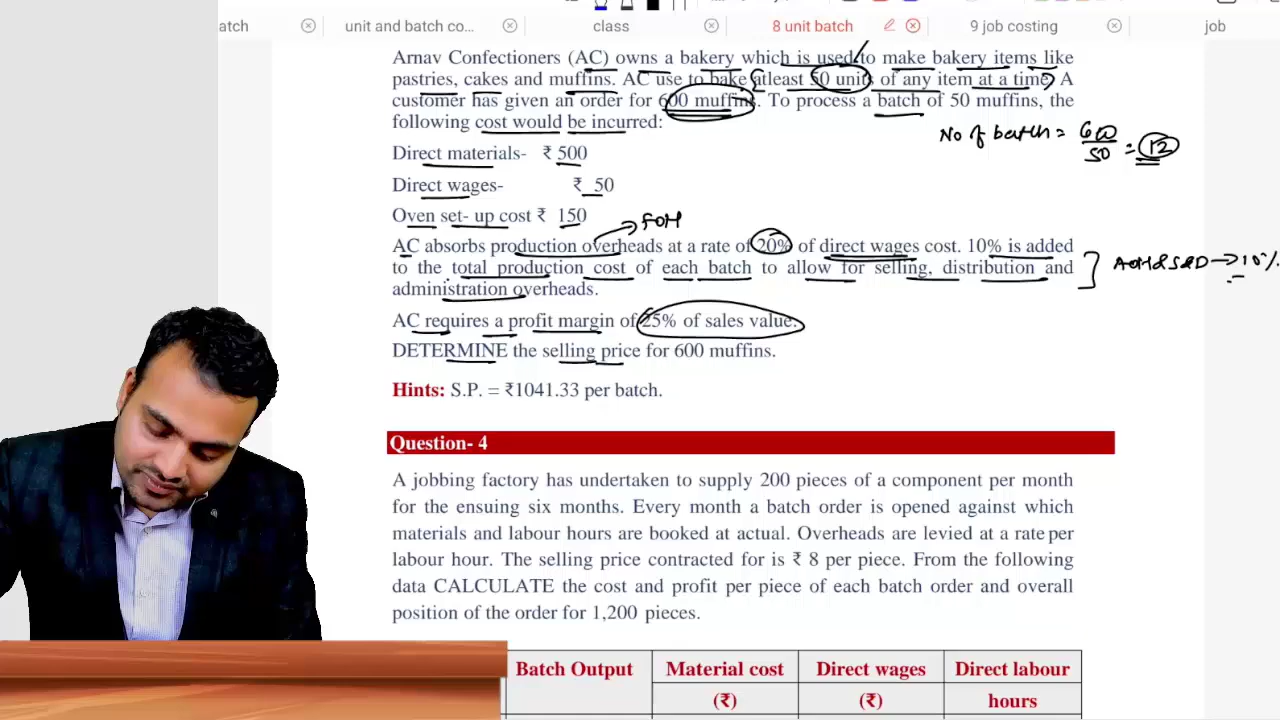 atch
unit and batch co...
class
8 unit batch
9 job costing
job
Arnav Confectioners (AC) owns a bakery which is used to make bakery items like
pastries, cakes and muffins. AC use to bake atleast 50 units of any item at a time. A
customer has given an order for 600 muffins. To process a batch of 50 muffins, the
following cost would be incurred:
No of batch = 600
50
= 12
Direct materials- ₹ 500
Direct wages- ₹ 50
Oven set- up cost ₹ 150
FOH
AC absorbs production overheads at a rate of 20% of direct wages cost. 10% is added
to the total production cost of each batch to allow for selling, distribution and
administration overheads.
AOH & S&D → 10%
AC requires a profit margin of 25% of sales value.
DETERMINE the selling price for 600 muffins.
Hints: S.P. = ₹1041.33 per batch.
Question- 4
A jobbing factory has undertaken to supply 200 pieces of a component per month
for the ensuing six months. Every month a batch order is opened against which
materials and labour hours are booked at actual. Overheads are levied at a rate per
labour hour. The selling price contracted for is ₹ 8 per piece. From the following
data CALCULATE the cost and profit per piece of each batch order and overall
position of the order for 1,200 pieces.
Batch Output Material cost Direct wages Direct labour
(₹) (₹) hours